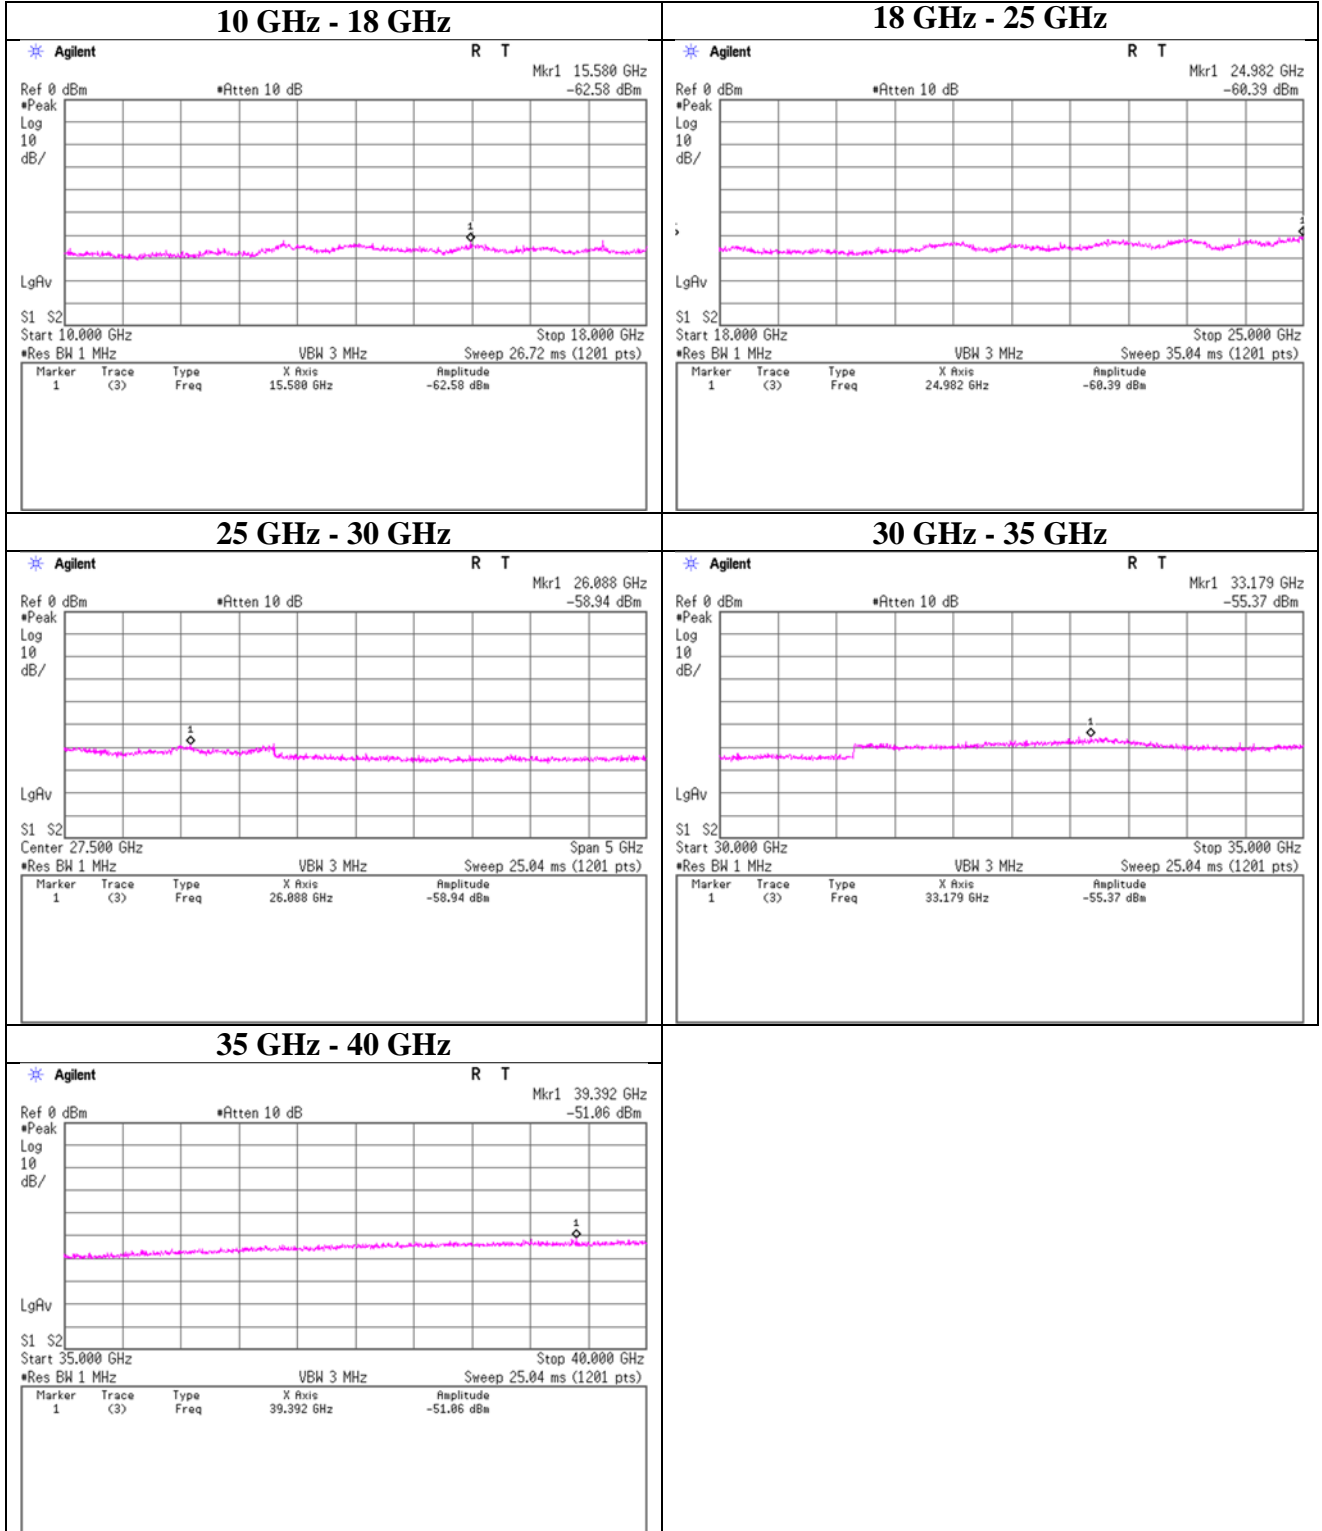 10 GHz - 18 GHz
Agilent
R T
Mkr1 15.580 GHz
Ref 0 dBm #Atten 10 dB -62.58 dBm
#Peak
Log
10
dB/
1
LgAv
S1 S2
Start 10.000 GHz Stop 18.000 GHz
#Res BW 1 MHz VBW 3 MHz Sweep 26.72 ms (1201 pts)
Marker Trace Type X Axis Amplitude
1 (3) Freq 15.580 GHz -62.58 dBm
18 GHz - 25 GHz
Agilent
R T
Mkr1 24.982 GHz
Ref 0 dBm #Atten 10 dB -60.39 dBm
#Peak
Log
10
dB/
1
LgAv
S1 S2
Start 18.000 GHz Stop 25.000 GHz
#Res BW 1 MHz VBW 3 MHz Sweep 35.04 ms (1201 pts)
Marker Trace Type X Axis Amplitude
1 (3) Freq 24.982 GHz -60.39 dBm
25 GHz - 30 GHz
Agilent
R T
Mkr1 26.088 GHz
Ref 0 dBm #Atten 10 dB -58.94 dBm
#Peak
Log
10
dB/
1
LgAv
S1 S2
Center 27.500 GHz Span 5 GHz
#Res BW 1 MHz VBW 3 MHz Sweep 25.04 ms (1201 pts)
Marker Trace Type X Axis Amplitude
1 (3) Freq 26.088 GHz -58.94 dBm
30 GHz - 35 GHz
Agilent
R T
Mkr1 33.179 GHz
Ref 0 dBm #Atten 10 dB -55.37 dBm
#Peak
Log
10
dB/
1
LgAv
S1 S2
Start 30.000 GHz Stop 35.000 GHz
#Res BW 1 MHz VBW 3 MHz Sweep 25.04 ms (1201 pts)
Marker Trace Type X Axis Amplitude
1 (3) Freq 33.179 GHz -55.37 dBm
35 GHz - 40 GHz
Agilent
R T
Mkr1 39.392 GHz
Ref 0 dBm #Atten 10 dB -51.06 dBm
#Peak
Log
10
dB/
1
LgAv
S1 S2
Start 35.000 GHz Stop 40.000 GHz
#Res BW 1 MHz VBW 3 MHz Sweep 25.04 ms (1201 pts)
Marker Trace Type X Axis Amplitude
1 (3) Freq 39.392 GHz -51.06 dBm